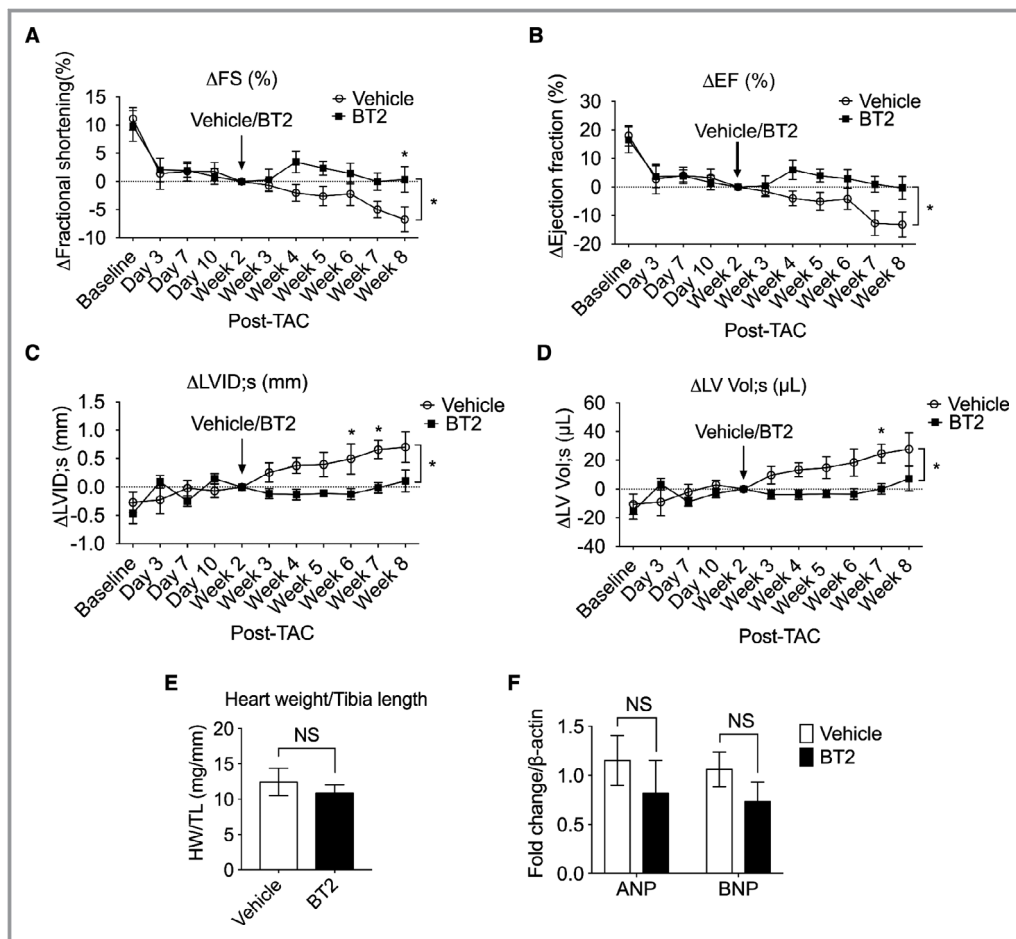 A
ΔFS (%)
ΔFractional shortening(%)
15
10
5
0
-5
-10
Vehicle/BT2
Vehicle
BT2
*
*
Baseline
Day 3
Day 7
Day 10
Week 2
Week 3
Week 4
Week 5
Week 6
Week 7
Week 8
Post-TAC
B
ΔEF (%)
ΔEjection fraction (%)
30
20
10
0
-10
-20
Vehicle/BT2
Vehicle
BT2
*
Baseline
Day 3
Day 7
Day 10
Week 2
Week 3
Week 4
Week 5
Week 6
Week 7
Week 8
Post-TAC
C
ΔLVID;s (mm)
ΔLVID;s (mm)
1.5
1.0
0.5
-0.0
-0.5
-1.0
Vehicle/BT2
Vehicle
BT2
* *
*
Baseline
Day 3
Day 7
Day 10
Week 2
Week 3
Week 4
Week 5
Week 6
Week 7
Week 8
Post-TAC
D
ΔLV Vol;s (µL)
ΔLV Vol;s (µL)
60
40
20
0
-20
-40
Vehicle/BT2
Vehicle
BT2
*
*
Baseline
Day 3
Day 7
Day 10
Week 2
Week 3
Week 4
Week 5
Week 6
Week 7
Week 8
Post-TAC
E
Heart weight/Tibia length
HW/TL (mg/mm)
20
15
10
5
0
NS
Vehicle
BT2
F
Fold change/β-actin
1.5
1.0
0.5
0.0
NS
NS
Vehicle
BT2
ANP
BNP